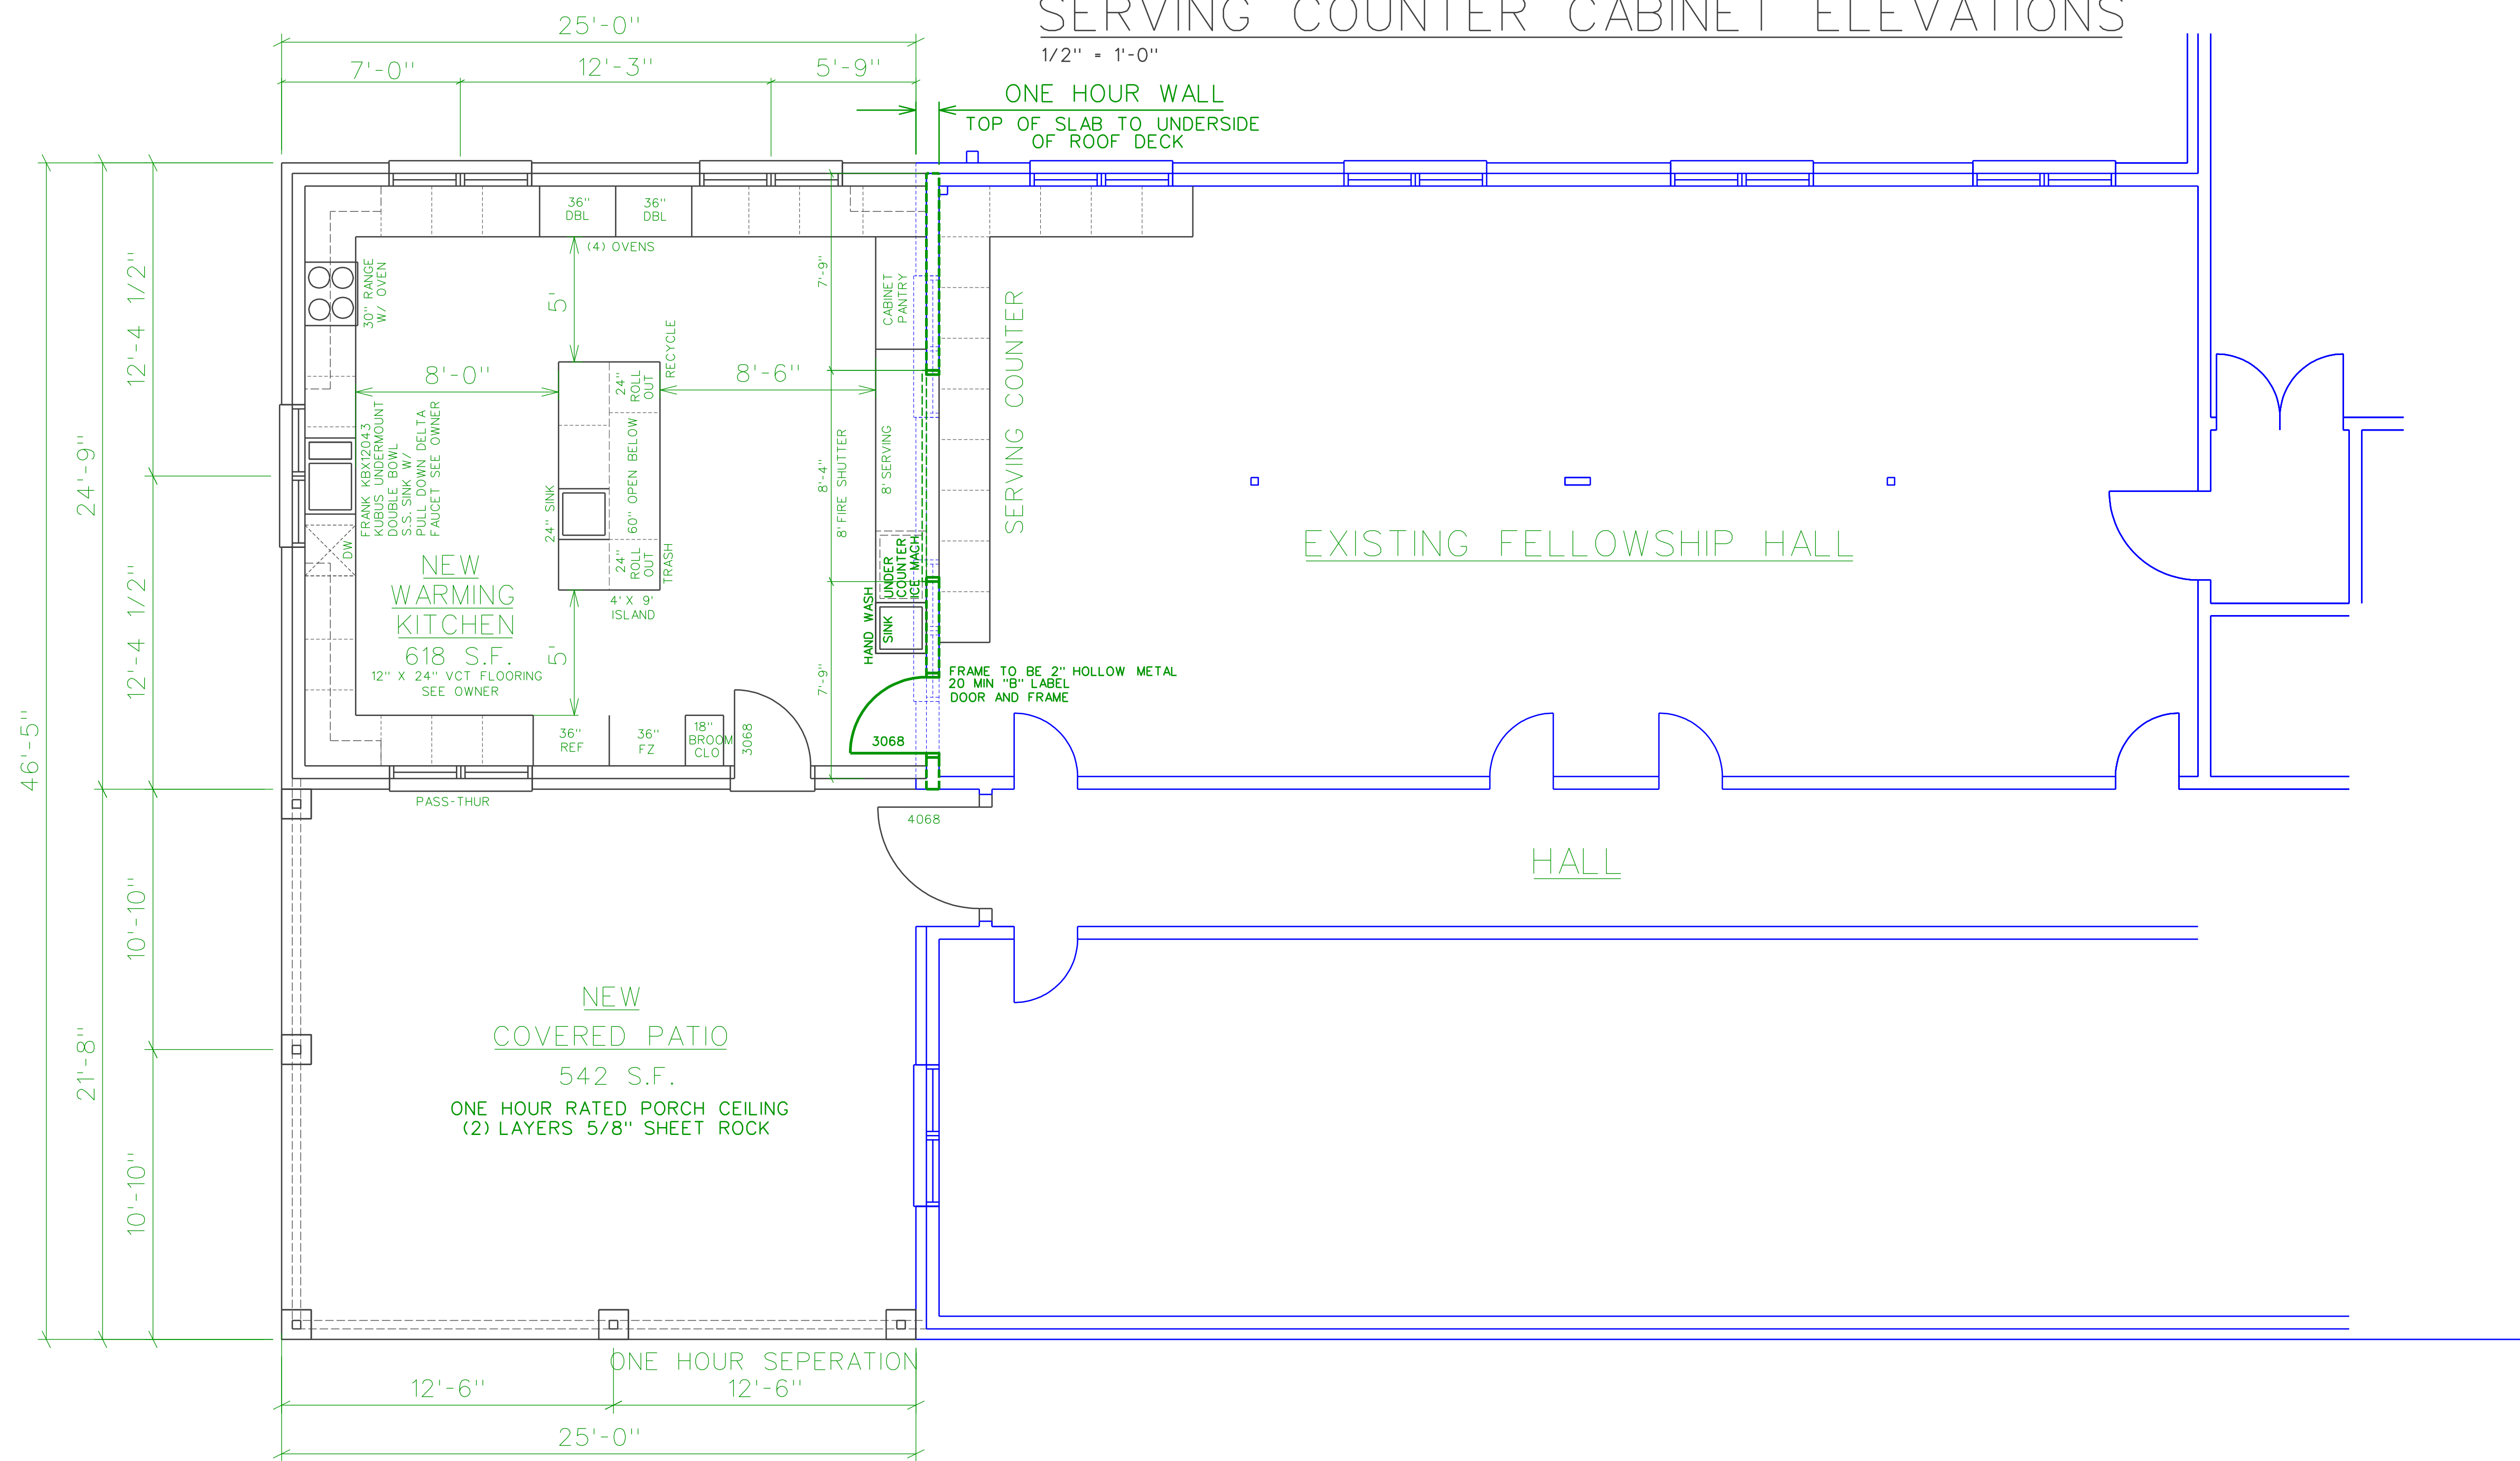 SERVING COUNTER CABINET ELEVATIONS
1/2" = 1'-0"
25'-0"
7'-0"
12'-3"
5'-9"
ONE HOUR WALL
TOP OF SLAB TO UNDERSIDE
OF ROOF DECK
46'-5"
24'-9"
12'-4 1/2"
12'-4 1/2"
21'-8"
10'-10"
10'-10"
36"
DBL
36"
DBL
(4) OVENS
30" RANGE
W/ OVEN
5'
7'-9"
CABINET
PANTRY
RECYCLE
8'-0"
8'-6"
24"
ROLL
OUT
SERVING COUNTER
FRANK KBX12043
KUBUS UNDERMOUNT
DOUBLE BOWL
S.S. SINK W/
PULL DOWN DELTA
FAUCET SEE OWNER
24" SINK
60" OPEN BELOW
8'-4"
8' FIRE SHUTTER
8' SERVING
DW
24"
ROLL
OUT
TRASH
UNDER
COUNTER
ICE MACH
HAND WASH
SINK
4' X 9'
ISLAND
NEW
WARMING
KITCHEN
618 S.F.
12" X 24" VCT FLOORING
SEE OWNER
5'
7'-9"
FRAME TO BE 2" HOLLOW METAL
20 MIN "B" LABEL
DOOR AND FRAME
36"
REF
36"
FZ
18"
BROOM
CLO
3068
3068
PASS-THUR
4068
EXISTING FELLOWSHIP HALL
HALL
NEW
COVERED PATIO
542 S.F.
ONE HOUR RATED PORCH CEILING
(2) LAYERS 5/8" SHEET ROCK
ONE HOUR SEPERATION
12'-6"
12'-6"
25'-0"